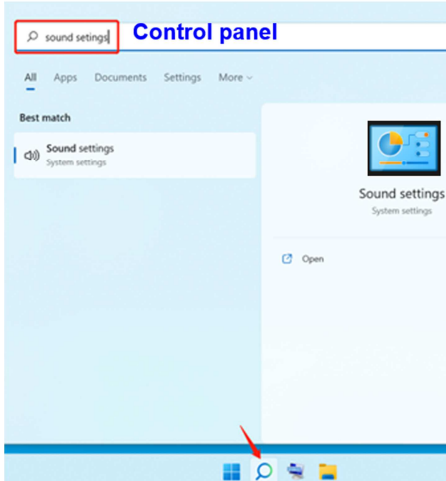 sound setings Control panel
All Apps Documents Settings More
Best match
Sound settings
System settings
Sound settings
System settings
Open